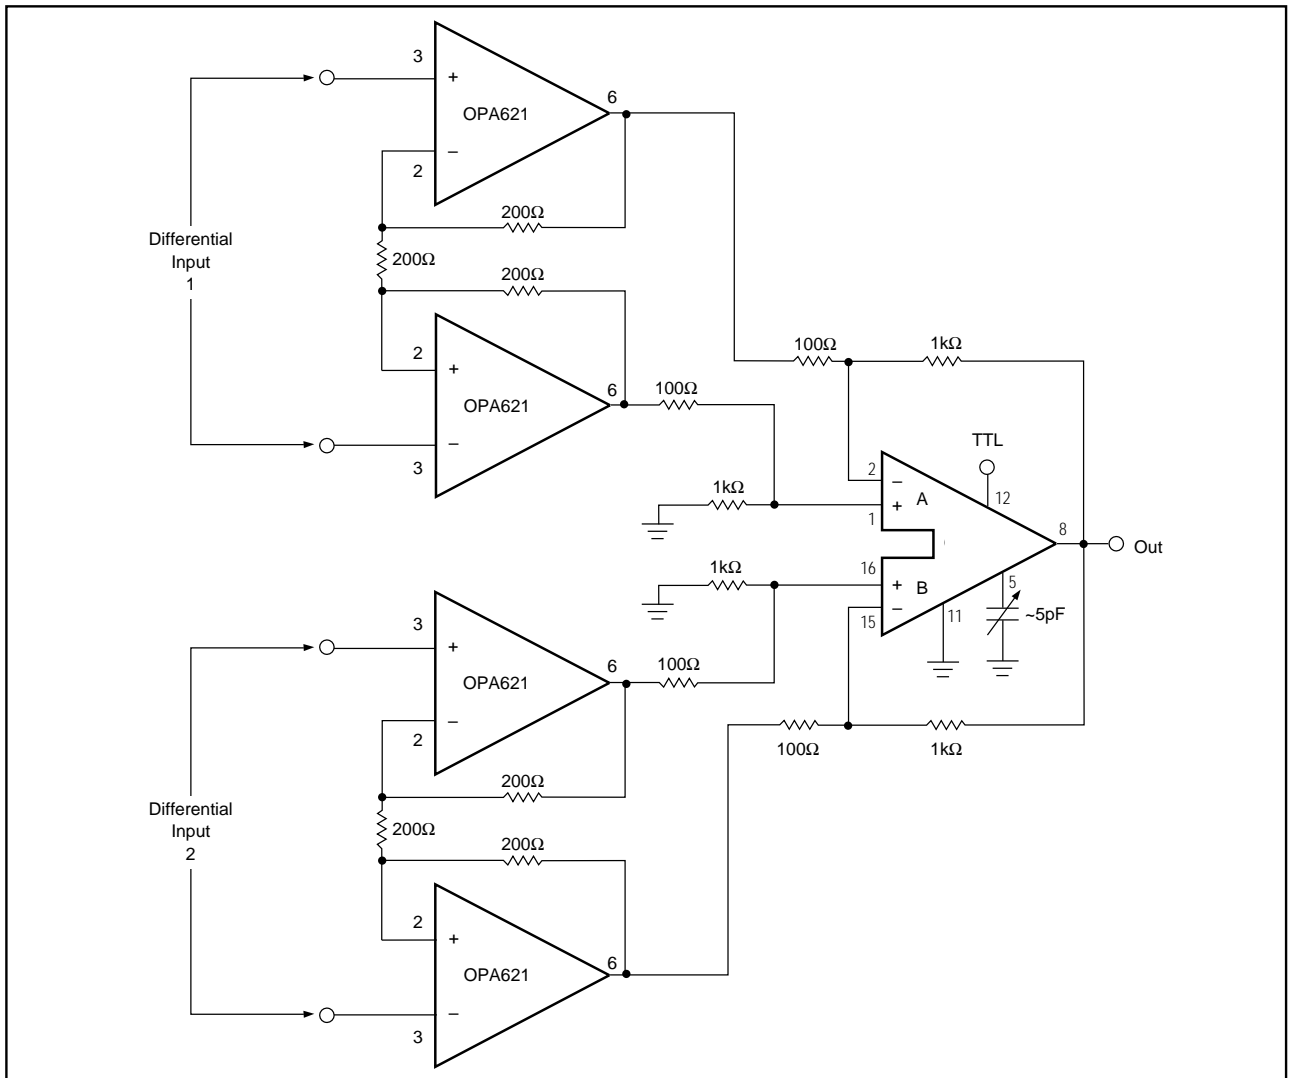 3
+
OPA621
6
−
2
200Ω
Differential
Input
1
200Ω
200Ω
2
+
OPA621
6
100Ω
−
3
100Ω
1kΩ
TTL
2
−
A
12
1kΩ
+
1
8
Out
1kΩ
16
+
B
5
−
15
11
~5pF
3
+
OPA621
6
100Ω
−
2
100Ω
1kΩ
200Ω
Differential
Input
2
200Ω
200Ω
2
+
OPA621
6
−
3